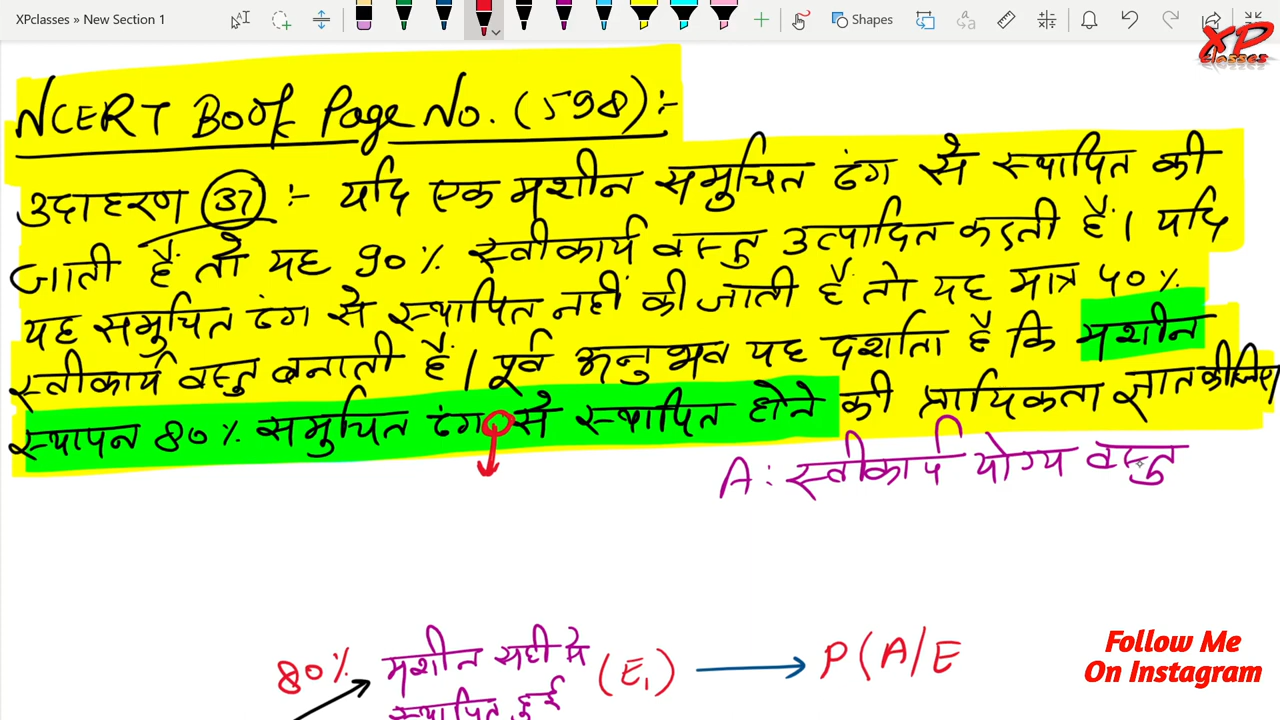 XPclasses » New Section 1
Shapes
XP
classes
NCERT Book Page No. (598):-
उदाहरण (37) :- यदि एक मशीन समुचित ढंग से स्थापित की
जाती हैं तो यह 90% स्वीकार्य वस्तु उत्पादित करती हैं। यदि
यह समुचित ढंग से स्थापित नहीं की जाती हैं तो यह मात्र 40%
स्वीकार्य वस्तु बनाती हैं। पूर्व अनुभव यह दर्शाता है कि मशीन
स्थापन 80% समुचित ढंग से स्थापित होने की प्रायिकता ज्ञात कीजिए
A: स्वीकार्य योग्य वस्तु
80% मशीन सही से (E₁) P(A/E
स्थापित हुई
Follow Me
On Instagram